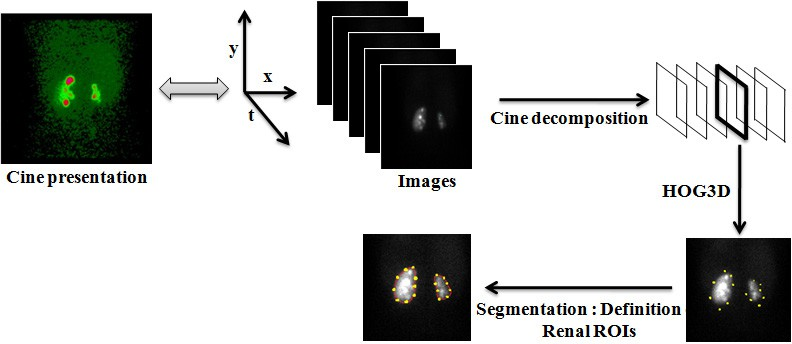 y
x
t
Cine presentation
Images
Cine decomposition
HOG3D
Segmentation : Definition
Renal ROIs